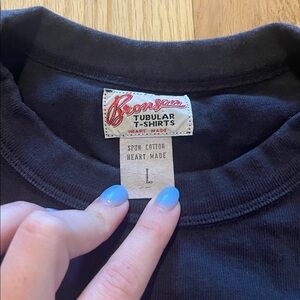 Bronson
TUBULAR
T-SHIRTS
HEART MADE
SPUN COTTON
HEART MADE
L